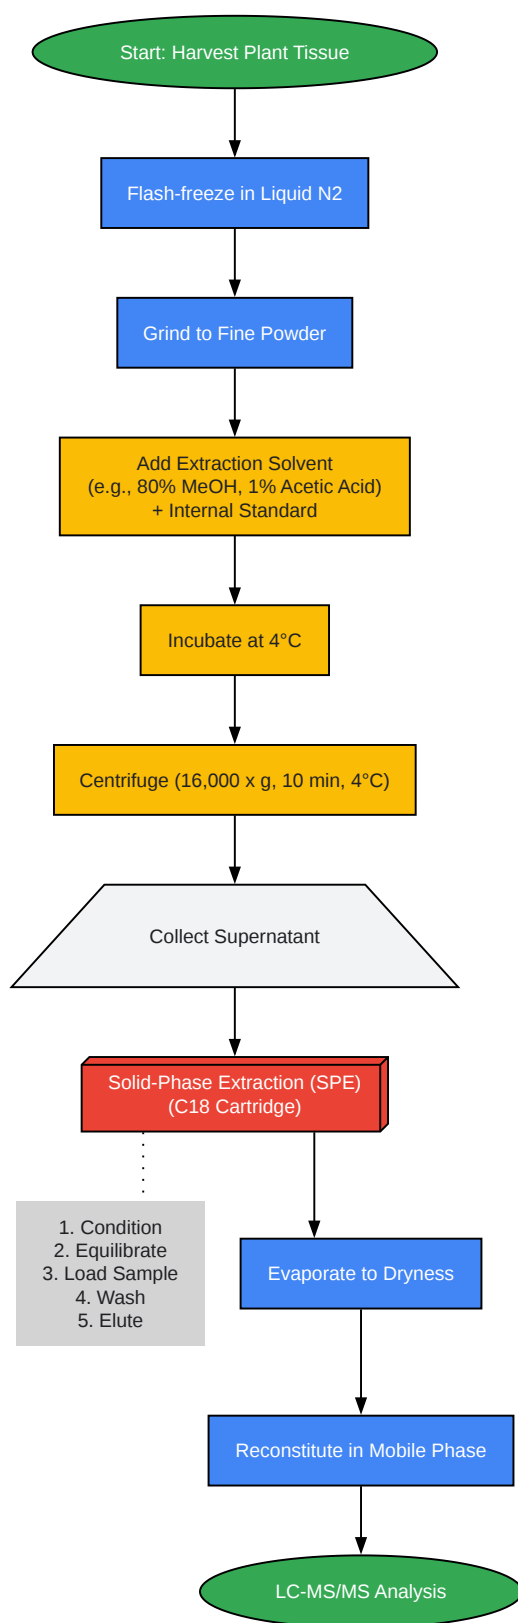 Start: Harvest Plant Tissue
Flash-freeze in Liquid N2
Grind to Fine Powder
Add Extraction Solvent
(e.g., 80% MeOH, 1% Acetic Acid)
+ Internal Standard
Incubate at 4°C
Centrifuge (16,000 x g, 10 min, 4°C)
Collect Supernatant
Solid-Phase Extraction (SPE)
(C18 Cartridge)
1. Condition
2. Equilibrate
3. Load Sample
4. Wash
5. Elute
Evaporate to Dryness
Reconstitute in Mobile Phase
LC-MS/MS Analysis